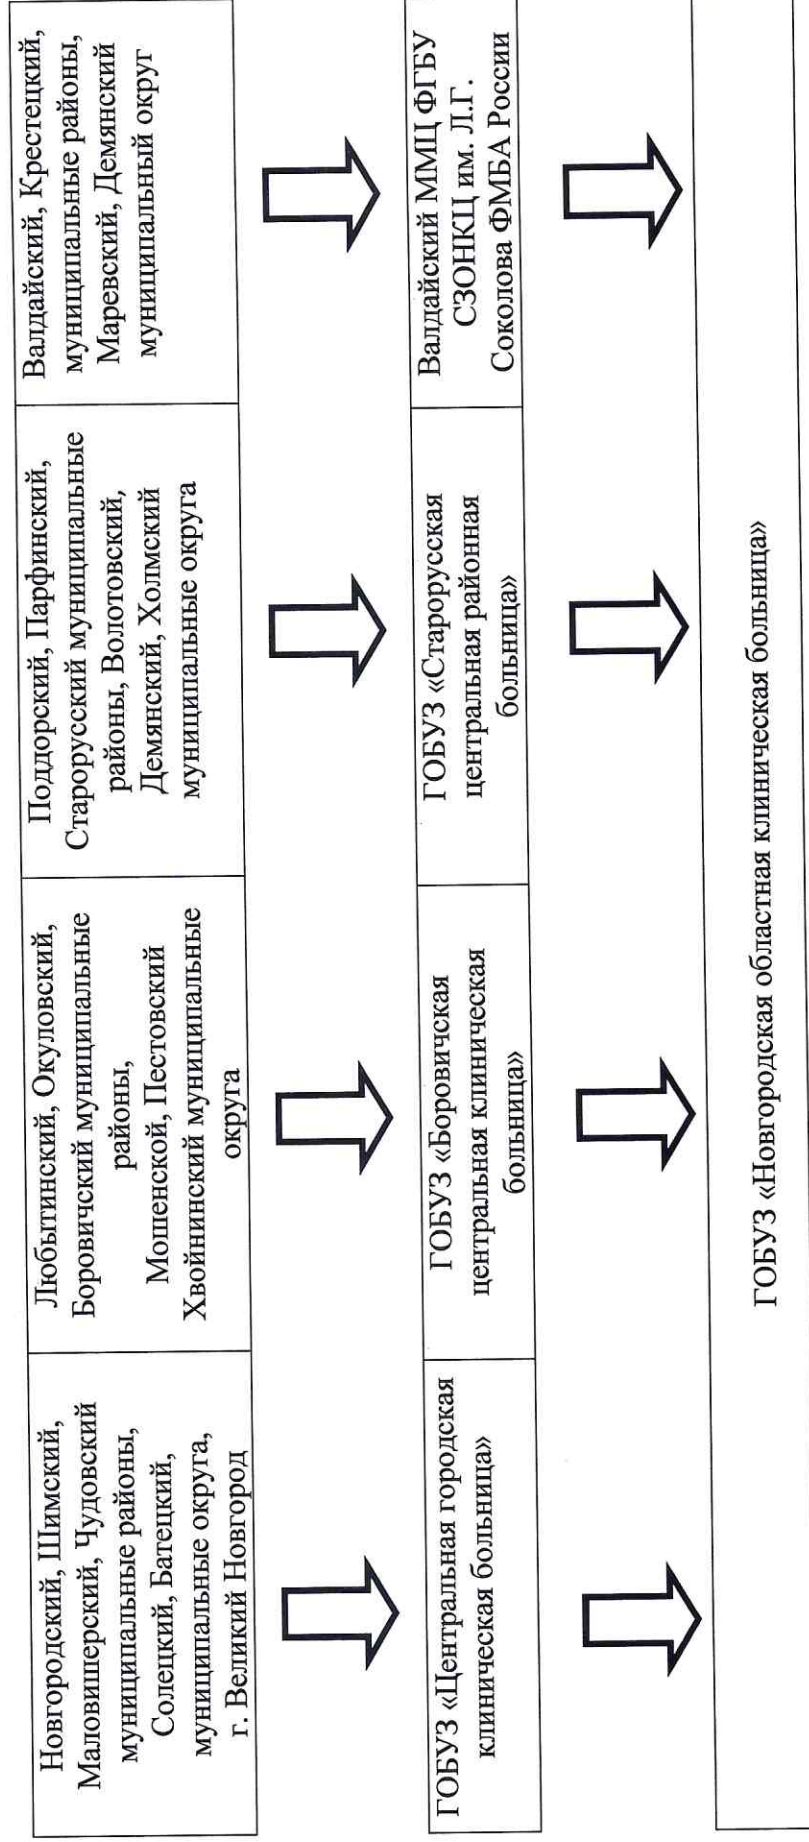 Новгородский, Шимский,
Маловишерский, Чудовский
муниципальные районы,
Солецкий, Батецкий,
муниципальные округа,
г. Великий Новгород
Любытинский, Окуловский,
Боровичский муниципальные
районы,
Мошенской, Пестовский
Хвойнинский муниципальные
округа
Поддорский, Парфинский,
Старорусский муниципальные
районы, Волотовский,
Демянский, Холмский
муниципальные округа
Валдайский, Крестецкий,
муниципальные районы,
Маревский, Демянский
муниципальный округ
ГОБУЗ «Центральная городская
клиническая больница»
ГОБУЗ «Боровичская
центральная клиническая
больница»
ГОБУЗ «Старорусская
центральная районная
больница»
Валдайский ММЦ ФГБУ
СЗОНКЦ им. Л.Г.
Соколова ФМБА России
ГОБУЗ «Новгородская областная клиническая больница»